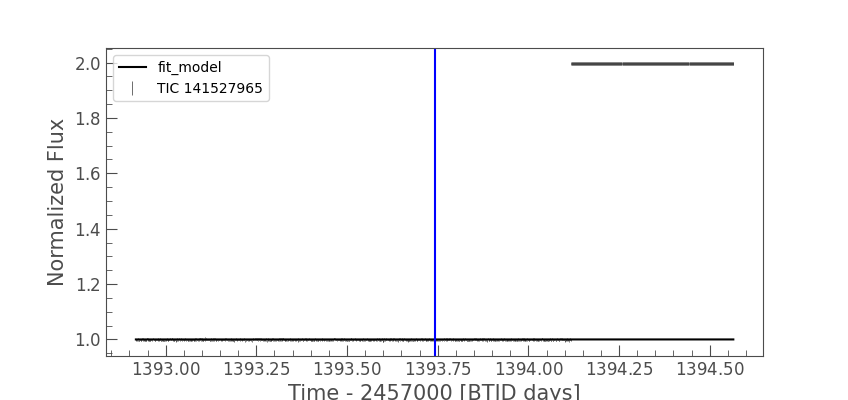 fit_model
TIC 141527965
2.0
1.8
1.6
1.4
1.2
1.0
Normalized Flux
1393.00 1393.25 1393.50 1393.75 1394.00 1394.25 1394.50
Time - 2457000 [BTJD days]